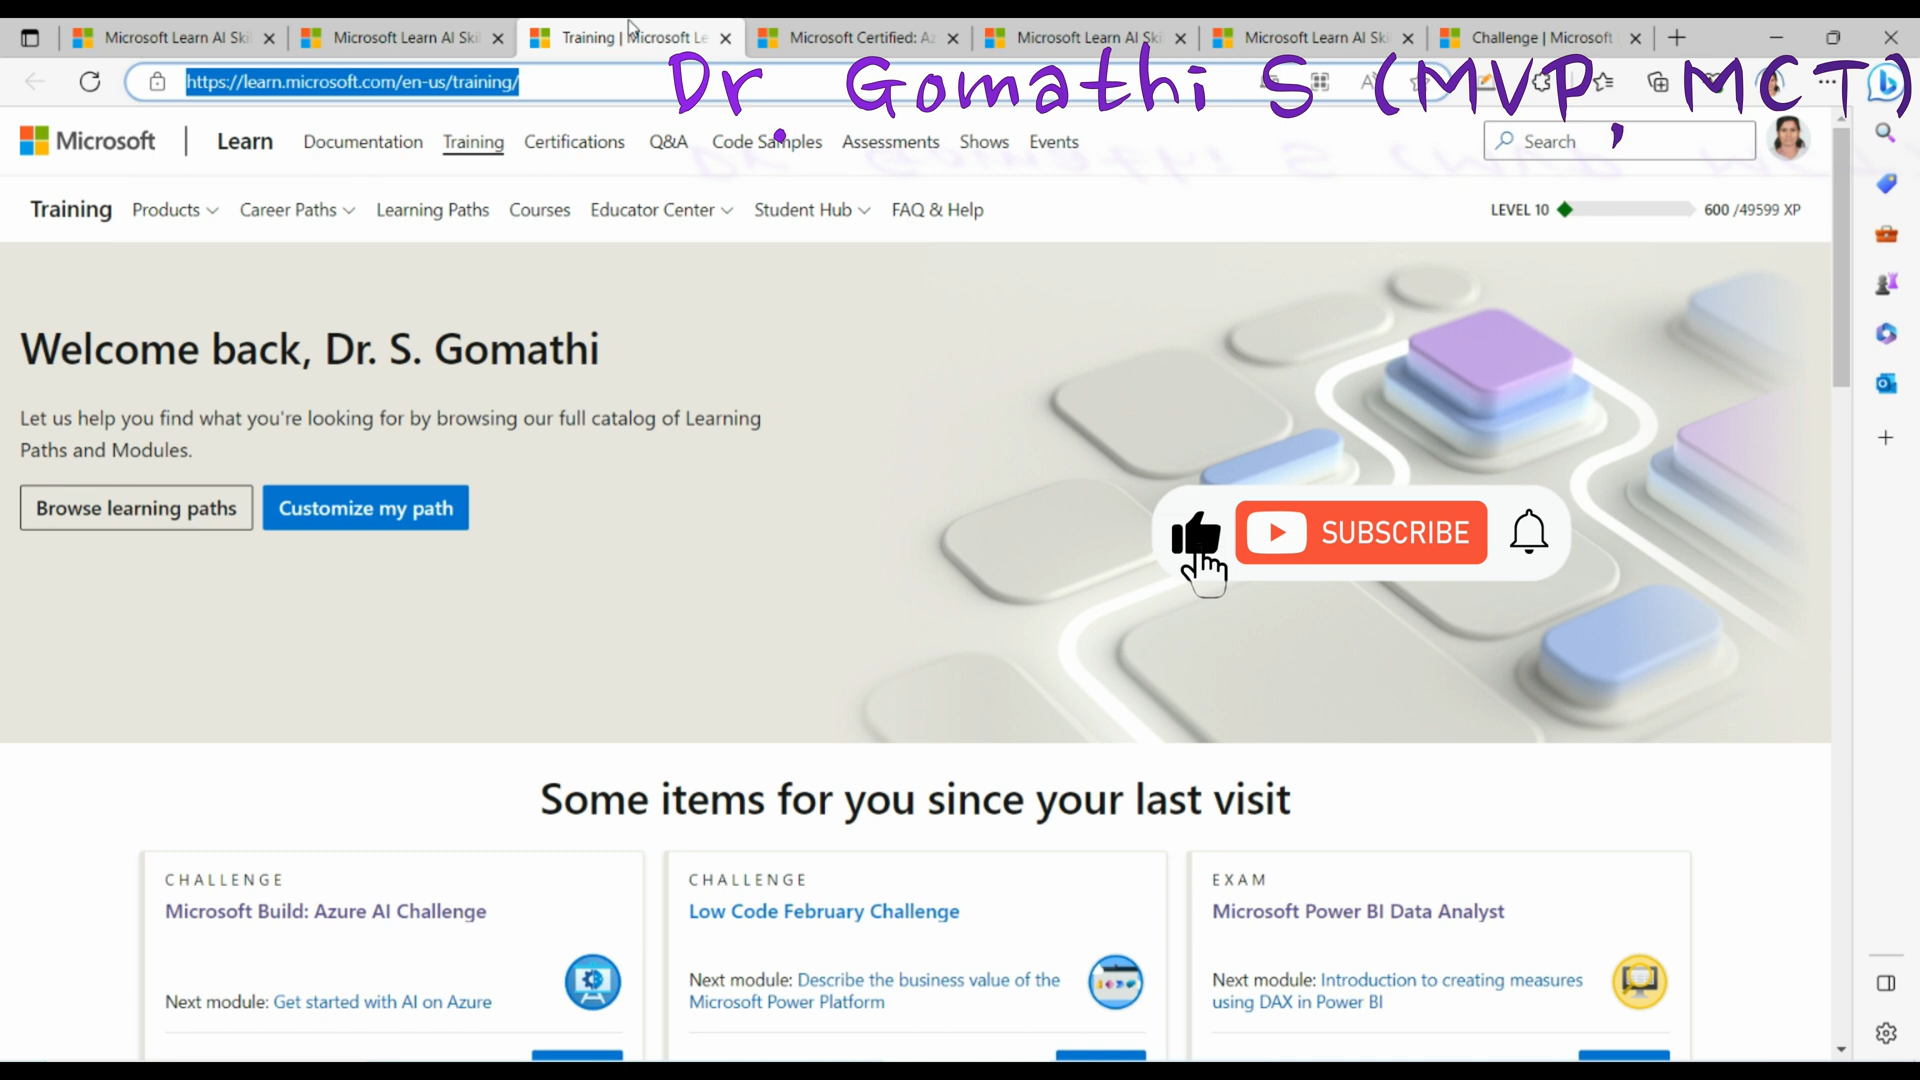 Microsoft Learn AI Ski
Microsoft Learn AI Ski
Training | Microsoft Le
Microsoft Certified: Az
Microsoft Learn AI Ski
Microsoft Learn AI Sk
Challenge | Microsoft
https://learn.microsoft.com/en-us/training/
Dr. Gomathi S (MVP, MCT)
Microsoft | Learn Documentation Training Certifications Q&A Code Samples Assessments Shows Events Search
Training Products Career Paths Learning Paths Courses Educator Center Student Hub FAQ & Help LEVEL 10 600 /49599 XP
Welcome back, Dr. S. Gomathi
Let us help you find what you're looking for by browsing our full catalog of Learning
Paths and Modules.
Browse learning paths Customize my path
SUBSCRIBE
Some items for you since your last visit
CHALLENGE
Microsoft Build: Azure AI Challenge
Next module: Get started with AI on Azure
CHALLENGE
Low Code February Challenge
Next module: Describe the business value of the
Microsoft Power Platform
EXAM
Microsoft Power BI Data Analyst
Next module: Introduction to creating measures
using DAX in Power BI